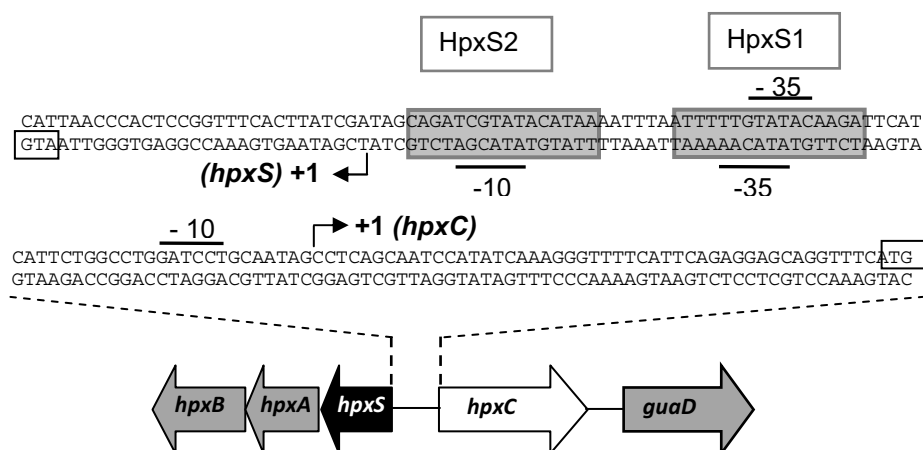 HpxS2 HpxS1
- 35
CATTAACCCACTCCGGTTTCACTTATCGATAGCAGATCGTATACATAAAATTTAATTTTTGTATACAAGATTCAT
GTAATTGGGTGAGGCCAAAGTGAATAGCTATCGTCTAGCATATGTATTTTAAATTAAAAACATATGTTCTAAGTA
(hpxS) +1 -10 -35
- 10 +1 (hpxC)
CATTCTGGCCTGGATCCTGCAATAGCCTCAGCAATCCATATCAAAGGGTTTTCATTCAGAGGAGCAGGTTTCATG
GTAAGACCGGACCTAGGACGTTATCGGAGTCGTTAGGTATAGTTTCCCAAAAGTAAGTCTCCTCGTCCAAAGTAC
hpxB hpxA hpxS hpxC guaD